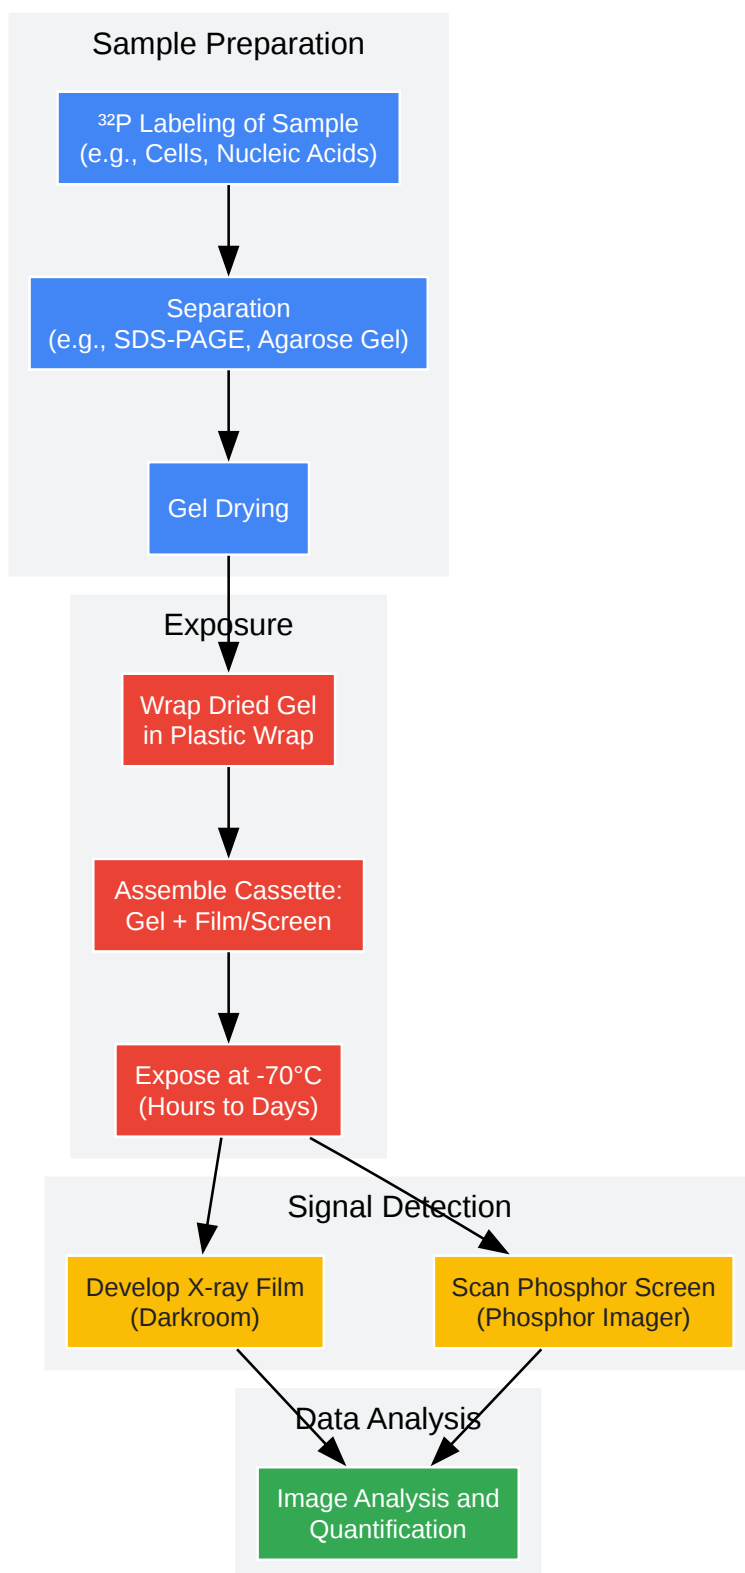 Sample Preparation
³²P Labeling of Sample
(e.g., Cells, Nucleic Acids)
Separation
(e.g., SDS-PAGE, Agarose Gel)
Gel Drying
Exposure
Wrap Dried Gel
in Plastic Wrap
Assemble Cassette:
Gel + Film/Screen
Expose at -70°C
(Hours to Days)
Signal Detection
Develop X-ray Film
(Darkroom)
Scan Phosphor Screen
(Phosphor Imager)
Data Analysis
Image Analysis and
Quantification